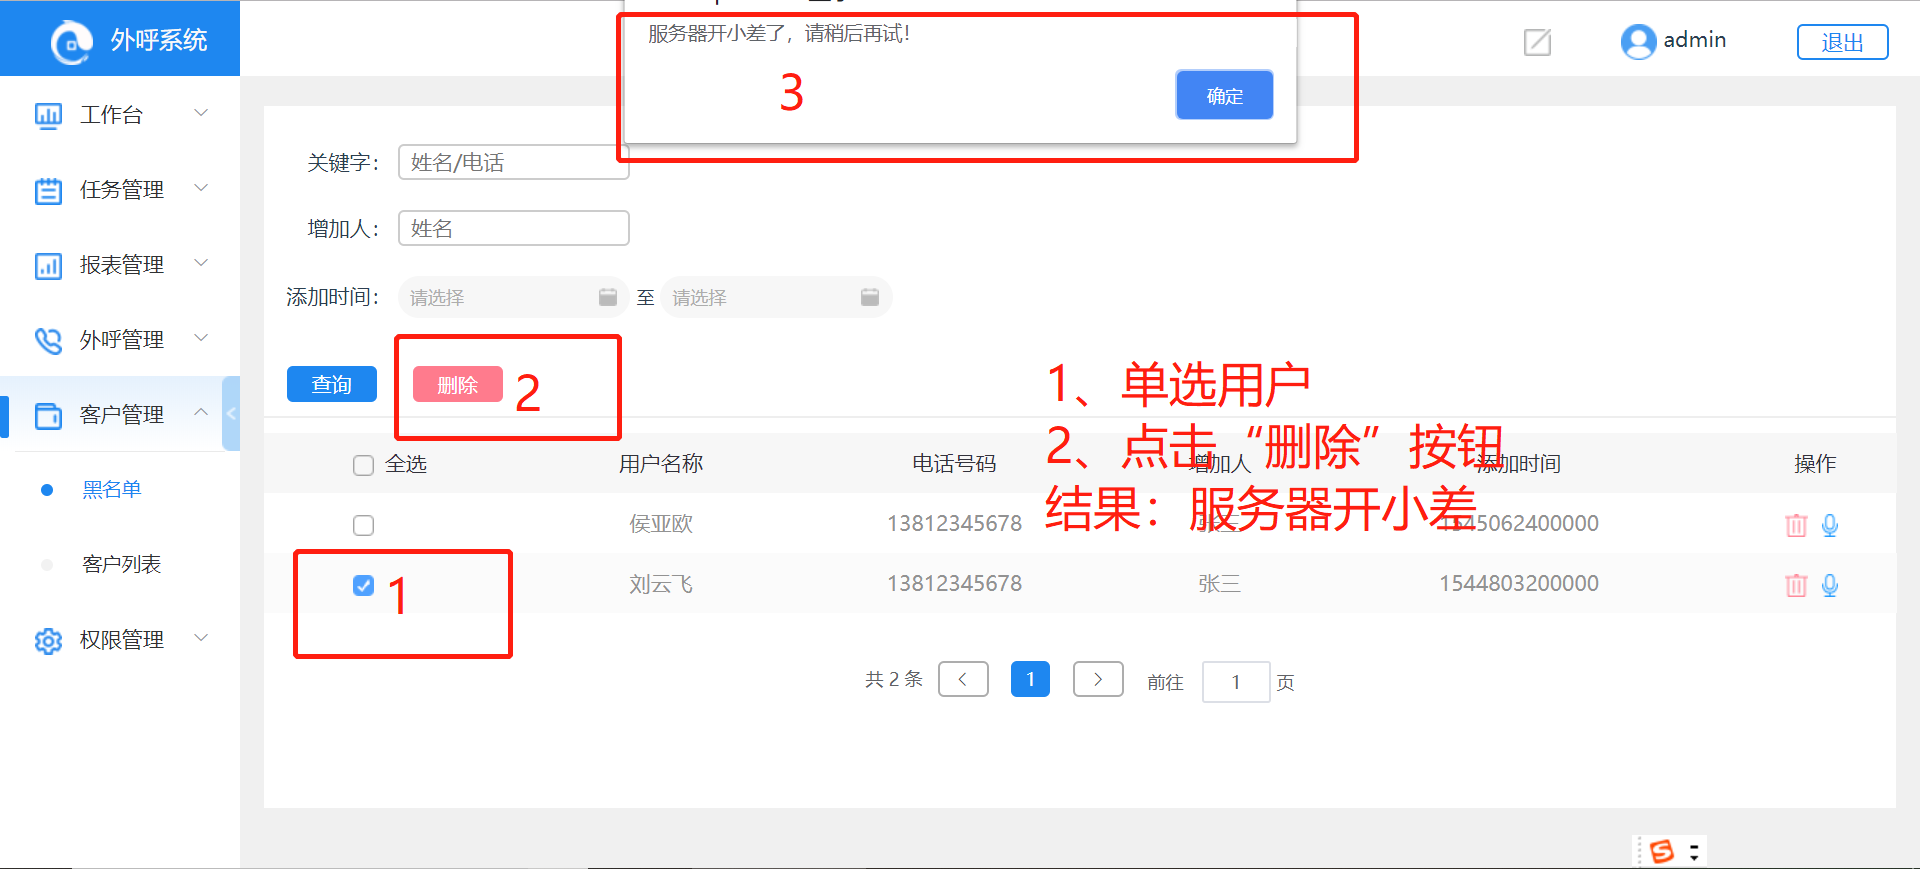 外呼系统
服务器开小差了，请稍后再试！
3
确定
admin
退出
工作台
任务管理
报表管理
外呼管理
客户管理
黑名单
客户列表
权限管理
关键字：
姓名/电话
增加人：
姓名
添加时间：
请选择
至
请选择
查询
删除
2
1、单选用户
2、点击“删除”按钮
结果：服务器开小差
全选 用户名称 电话号码 增加人 添加时间 操作
侯亚欧 13812345678 张三 1545062400000
1 刘云飞 13812345678 张三 1544803200000
共 2 条
1
前往 1 页